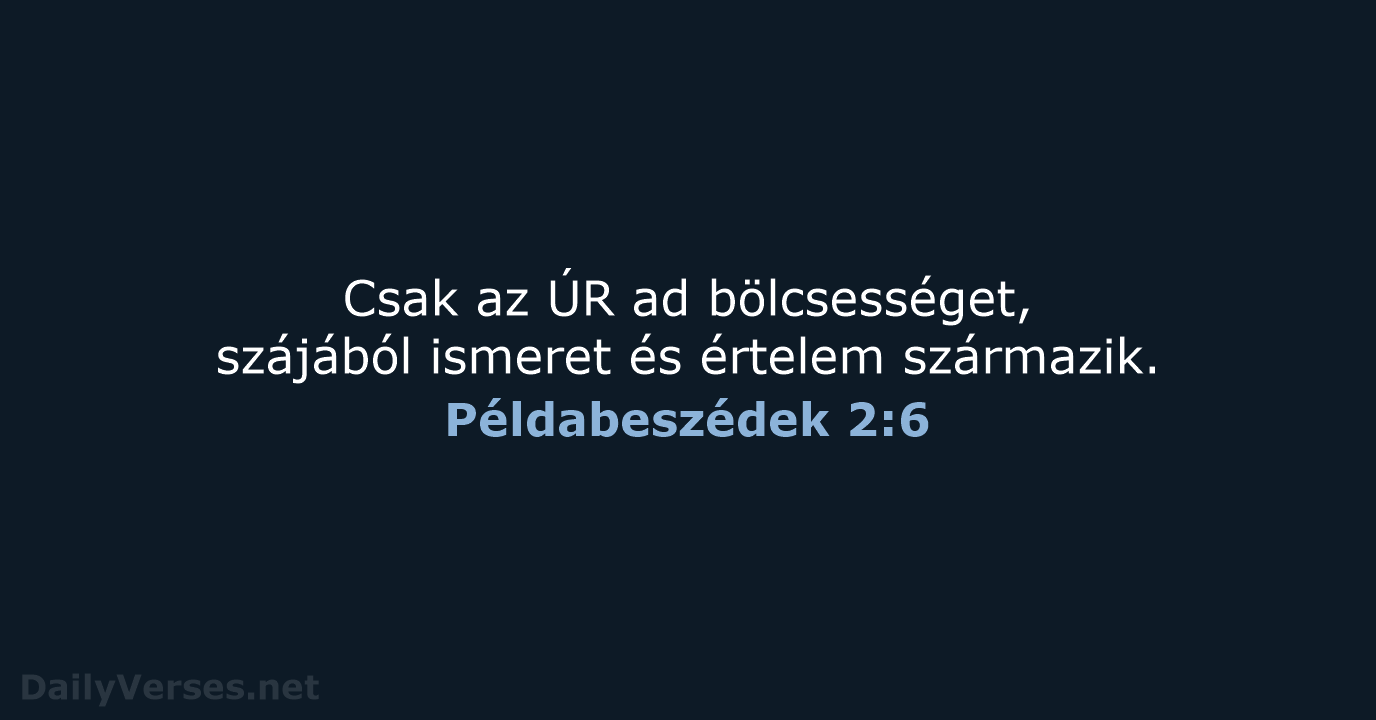 Csak az ÚR ad bölcsességet,
szájából ismeret és értelem származik.
Példabeszédek 2:6
DailyVerses.net